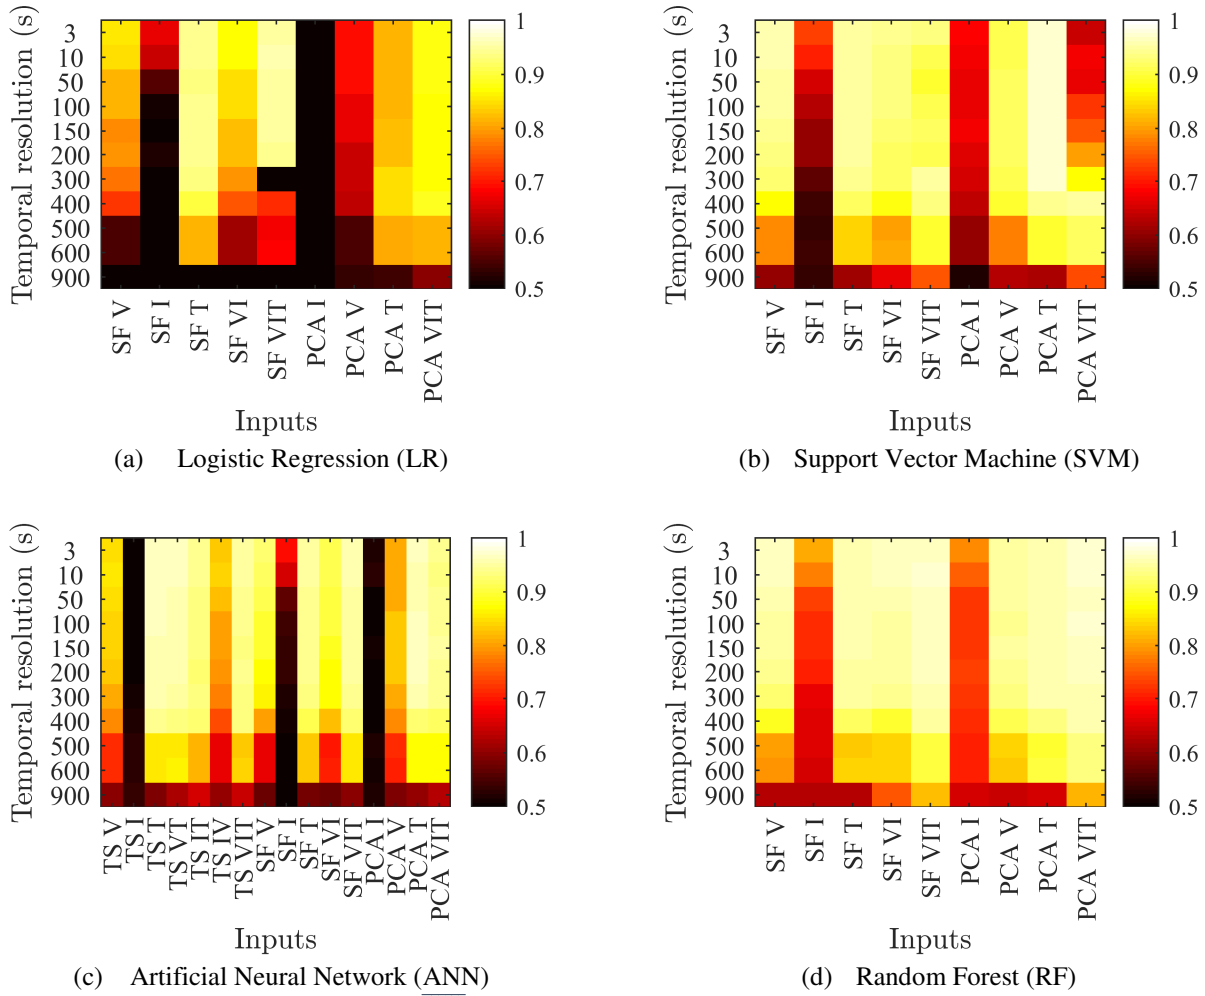 Temporal resolution (s)
3
10
50
100
150
200
300
400
500
600
900
1
0.9
0.8
0.7
0.6
0.5
SF V
SF I
SF T
SF VI
SF VIT
PCA I
PCA V
PCA T
PCA VIT
Inputs
(a) Logistic Regression (LR)
Temporal resolution (s)
3
10
50
100
150
200
300
400
500
600
900
1
0.9
0.8
0.7
0.6
0.5
SF V
SF I
SF T
SF VI
SF VIT
PCA I
PCA V
PCA T
PCA VIT
Inputs
(b) Support Vector Machine (SVM)
Temporal resolution (s)
3
10
50
100
150
200
300
400
500
600
900
1
0.9
0.8
0.7
0.6
0.5
TS V
TS I
TS T
TS VT
TS IT
TS IV
TS VIT
SF V
SF I
SF T
SF VI
SF VIT
PCA I
PCA V
PCA T
PCA VIT
Inputs
(c) Artificial Neural Network (ANN)
Temporal resolution (s)
3
10
50
100
150
200
300
400
500
600
900
1
0.9
0.8
0.7
0.6
0.5
SF V
SF I
SF T
SF VI
SF VIT
PCA I
PCA V
PCA T
PCA VIT
Inputs
(d) Random Forest (RF)